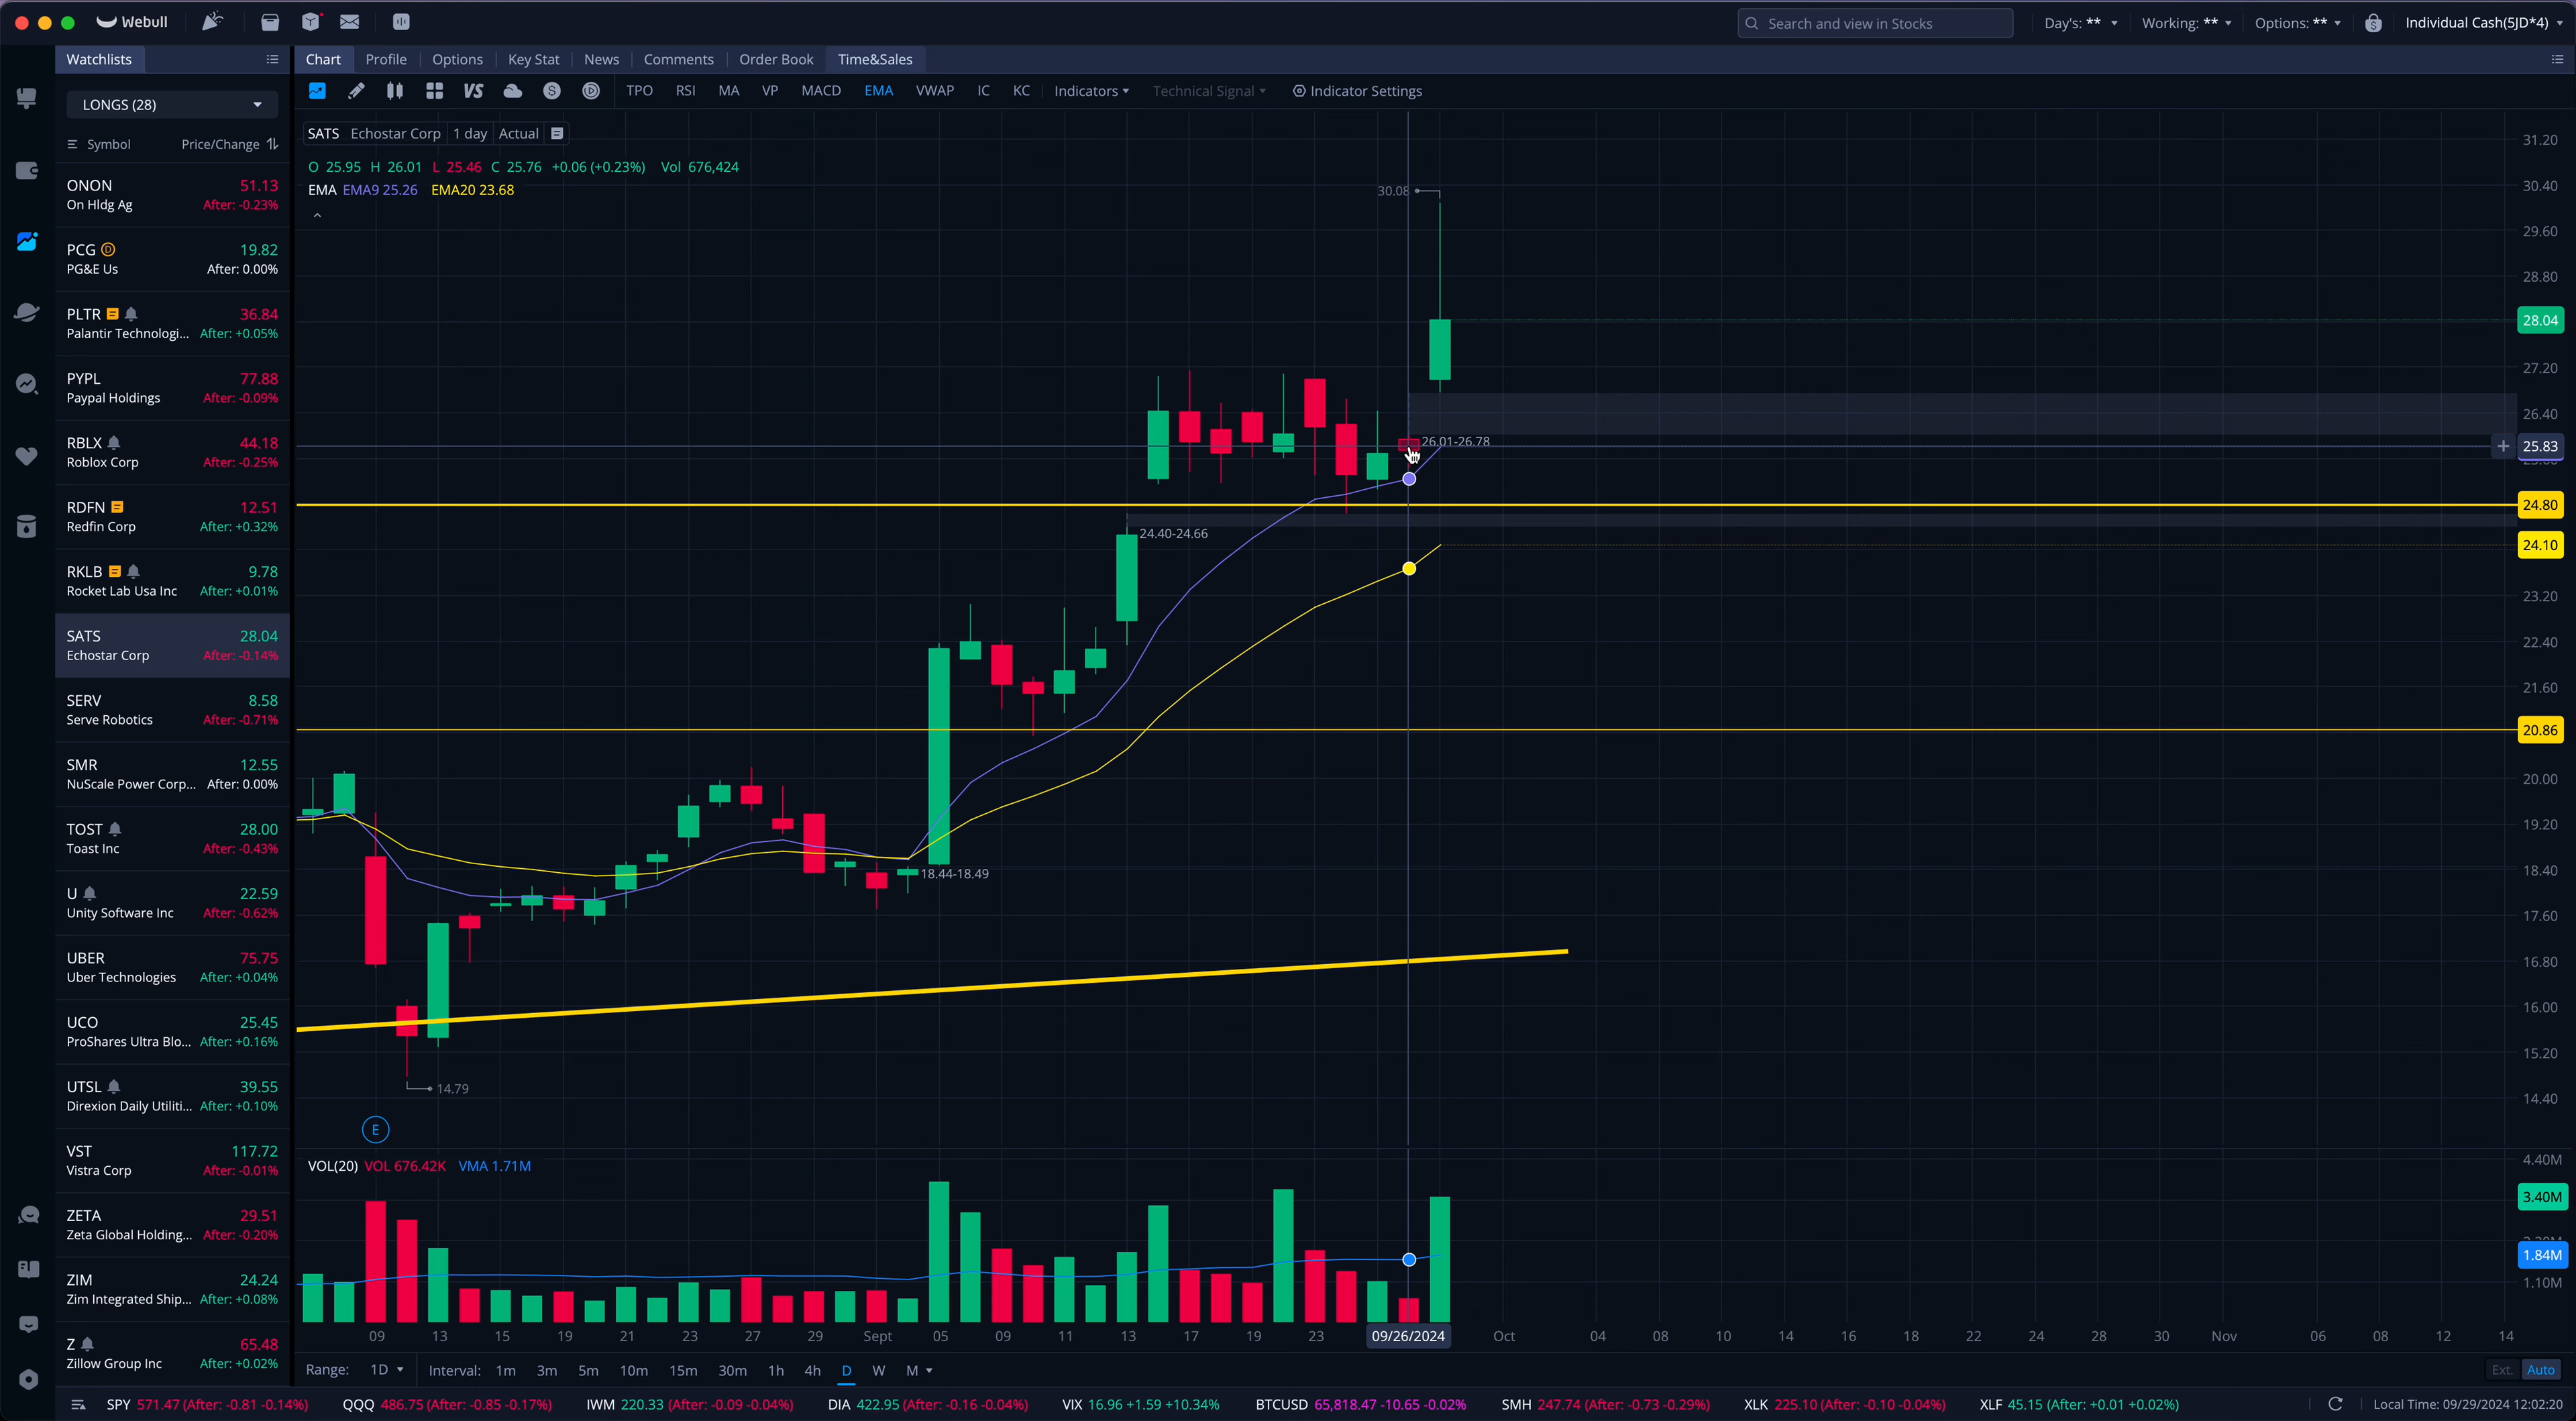 Webull
Search and view in Stocks
Day's: **
Working: **
Options: **
Individual Cash(5JD*4)
Watchlists
Chart Profile Options Key Stat News Comments Order Book Time&Sales
LONGS (28)
VS TPO RSI MA VP MACD EMA VWAP IC KC Indicators Technical Signal Indicator Settings
Symbol Price/Change
ONON 51.13
On Hldg Ag After: -0.23%
PCG D 19.82
PG&E Us After: 0.00%
PLTR 36.84
Palantir Technologi... After: +0.05%
PYPL 77.88
Paypal Holdings After: -0.09%
RBLX 44.18
Roblox Corp After: -0.25%
RDFN 12.51
Redfin Corp After: +0.32%
RKLB 9.78
Rocket Lab Usa Inc After: +0.01%
SATS 28.04
Echostar Corp After: -0.14%
SERV 8.58
Serve Robotics After: -0.71%
SMR 12.55
NuScale Power Corp... After: 0.00%
TOST 28.00
Toast Inc After: -0.43%
U 22.59
Unity Software Inc After: -0.62%
UBER 75.75
Uber Technologies After: +0.04%
UCO 25.45
ProShares Ultra Blo... After: +0.16%
UTSL 39.55
Direxion Daily Utiliti... After: +0.10%
VST 117.72
Vistra Corp After: -0.01%
ZETA 29.51
Zeta Global Holding... After: -0.20%
ZIM 24.24
Zim Integrated Ship... After: +0.08%
Z 65.48
Zillow Group Inc After: +0.02%
SATS Echostar Corp 1 day Actual
O 25.95 H 26.01 L 25.46 C 25.76 +0.06 (+0.23%) Vol 676,424
EMA EMA9 25.26 EMA20 23.68
30.08
26.01-26.78
24.40-24.66
18.44-18.49
14.79
E
31.20
30.40
29.60
28.80
28.04
27.20
26.40
25.83
24.80
24.10
23.20
22.40
21.60
20.86
20.00
19.20
18.40
17.60
16.80
16.00
15.20
14.40
VOL(20) VOL 676.42K VMA 1.71M
4.40M
3.40M
1.84M
1.10M
09 13 15 19 21 23 27 29 Sept 05 09 11 13 17 19 23 09/26/2024 Oct 04 08 10 14 16 18 22 24 28 30 Nov 06 08 12 14
Range: 1D Interval: 1m 3m 5m 10m 15m 30m 1h 4h D W M Ext. Auto
SPY 571.47 (After: -0.81 -0.14%) QQQ 486.75 (After: -0.85 -0.17%) IWM 220.33 (After: -0.09 -0.04%) DIA 422.95 (After: -0.16 -0.04%) VIX 16.96 +1.59 +10.34% BTCUSD 65,818.47 -10.65 -0.02% SMH 247.74 (After: -0.73 -0.29%) XLK 225.10 (After: -0.10 -0.04%) XLF 45.15 (After: +0.01 +0.02%) Local Time: 09/29/2024 12:02:20